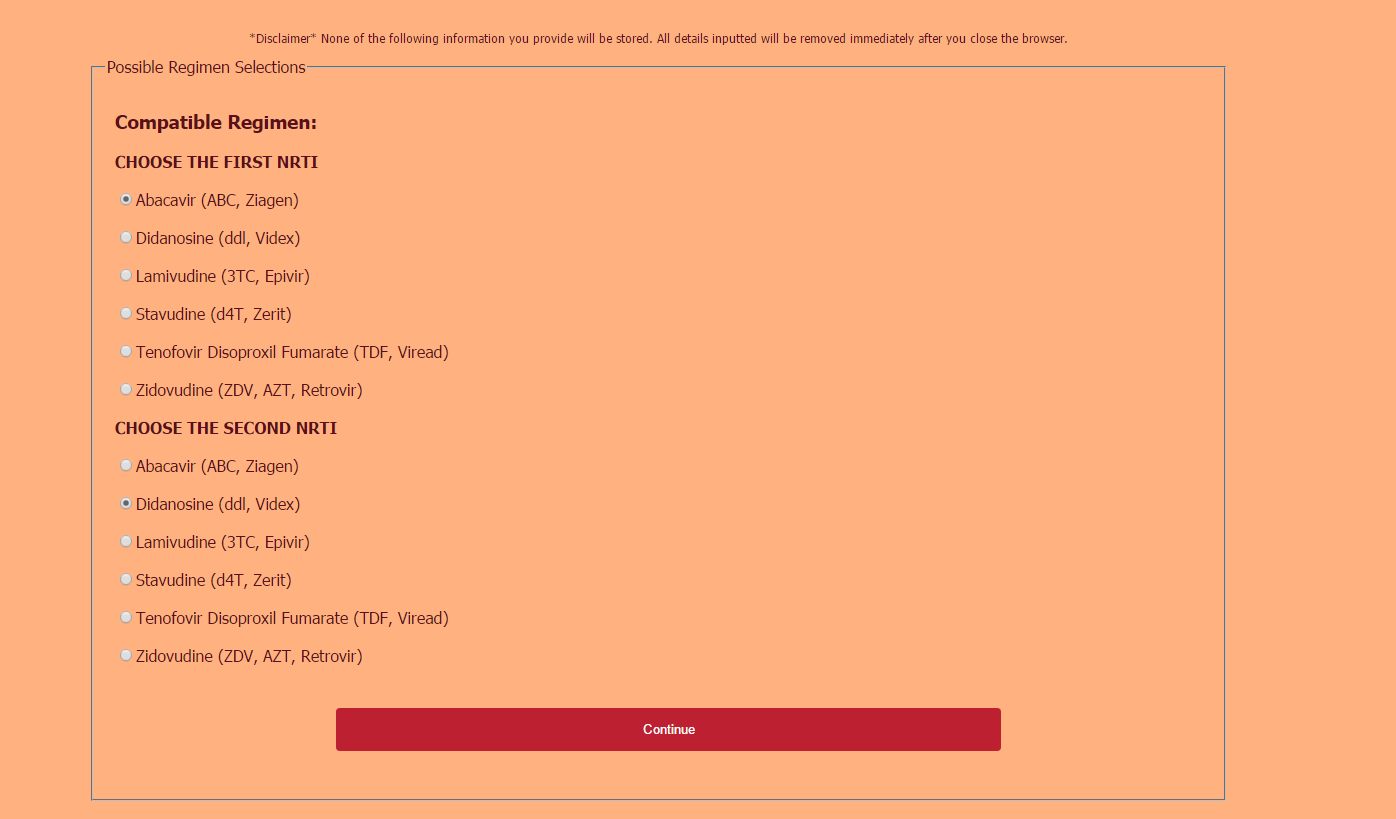 *Disclaimer* None of the following information you provide will be stored. All details inputted will be removed immediately after you close the browser.
Possible Regimen Selections
Compatible Regimen:
CHOOSE THE FIRST NRTI
Abacavir (ABC, Ziagen)
Didanosine (ddl, Videx)
Lamivudine (3TC, Epivir)
Stavudine (d4T, Zerit)
Tenofovir Disoproxil Fumarate (TDF, Viread)
Zidovudine (ZDV, AZT, Retrovir)
CHOOSE THE SECOND NRTI
Abacavir (ABC, Ziagen)
Didanosine (ddl, Videx)
Lamivudine (3TC, Epivir)
Stavudine (d4T, Zerit)
Tenofovir Disoproxil Fumarate (TDF, Viread)
Zidovudine (ZDV, AZT, Retrovir)
Continue